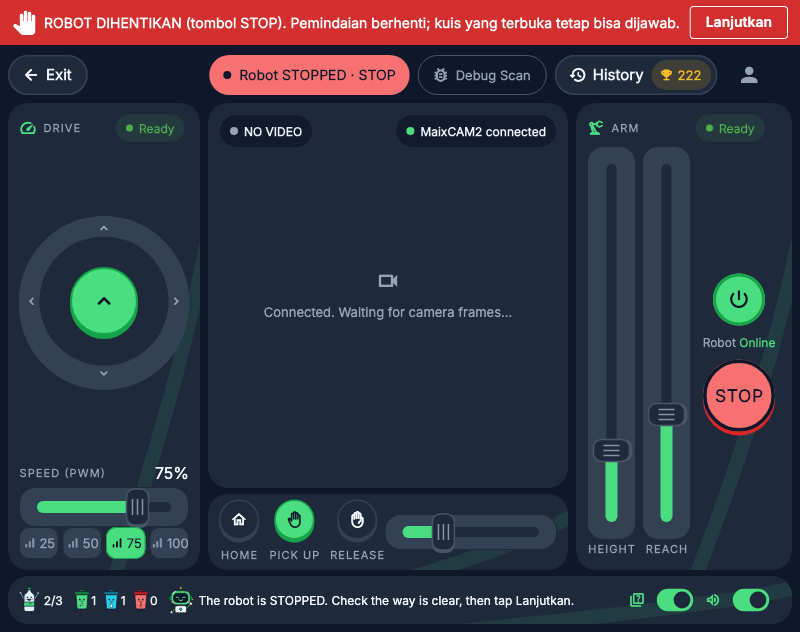 ROBOT DIHENTIKAN (tombol STOP). Pemindaian berhenti; kuis yang terbuka tetap bisa dijawab.
Lanjutkan
Exit
Robot STOPPED · STOP
Debug Scan
History
222
DRIVE
Ready
NO VIDEO
MaixCAM2 connected
ARM
Ready
Connected. Waiting for camera frames...
Robot Online
STOP
SPEED (PWM)
75%
25
50
75
100
HOME
PICK UP
RELEASE
HEIGHT
REACH
2/3
1
1
0
The robot is STOPPED. Check the way is clear, then tap Lanjutkan.